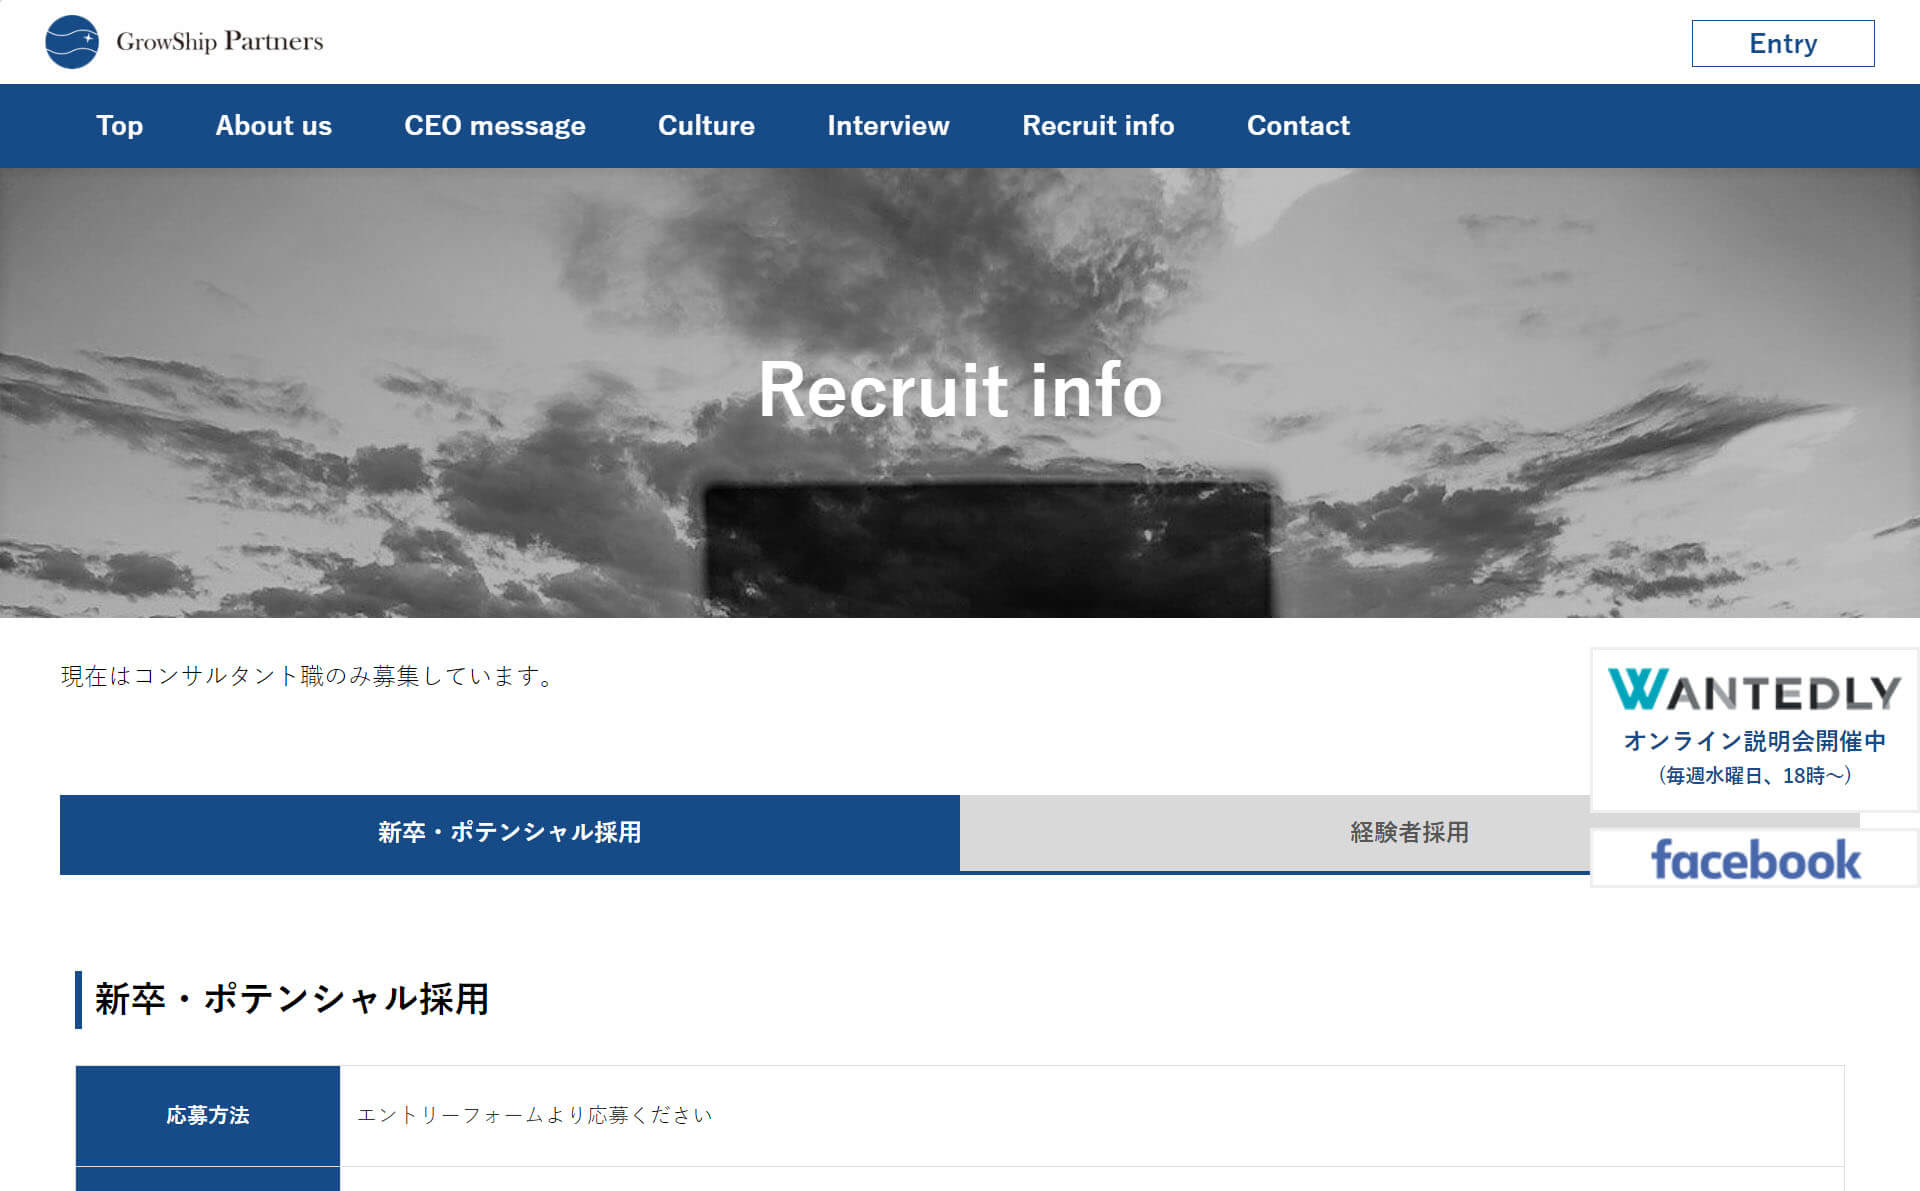 GrowShip Partners
Entry
Top
About us
CEO message
Culture
Interview
Recruit info
Contact
Recruit info
現在はコンサルタント職のみ募集しています。
WANTEDLY
オンライン説明会開催中
（毎週水曜日、18時～）
新卒・ポテンシャル採用
経験者採用
facebook
新卒・ポテンシャル採用
応募方法
エントリーフォームより応募ください